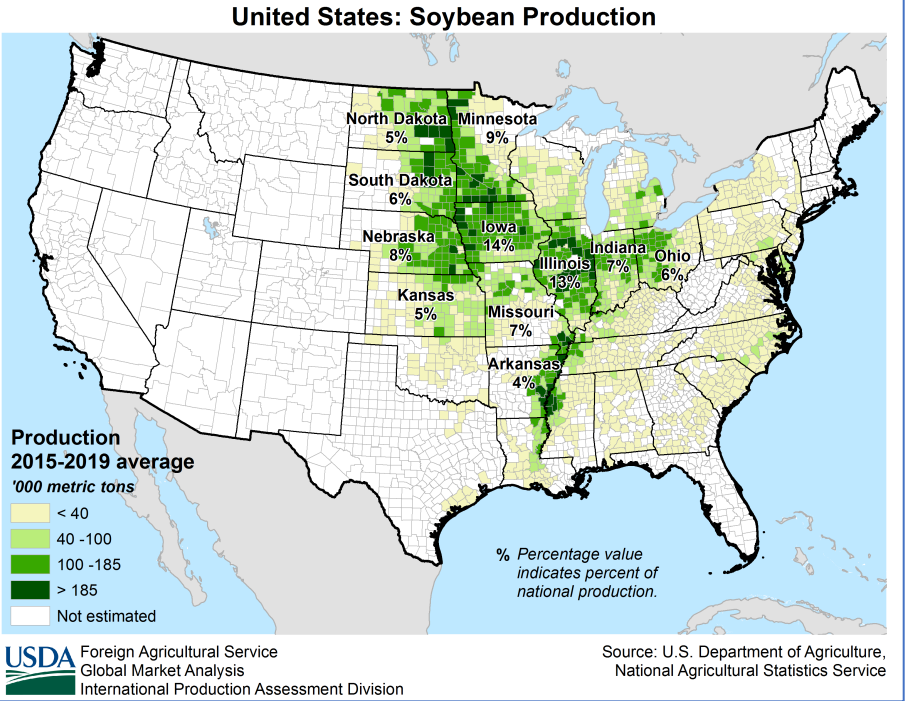 United States: Soybean Production
North Dakota
5%
Minnesota
9%
South Dakota
6%
Nebraska
8%
Iowa
14%
Illinois
13%
Indiana
7%
Ohio
6%
Kansas
5%
Missouri
7%
Arkansas
4%
Production
2015-2019 average
'000 metric tons
< 40
40 -100
100 -185
> 185
Not estimated
% Percentage value
indicates percent of
national production.
USDA
Foreign Agricultural Service
Global Market Analysis
International Production Assessment Division
Source: U.S. Department of Agriculture,
National Agricultural Statistics Service